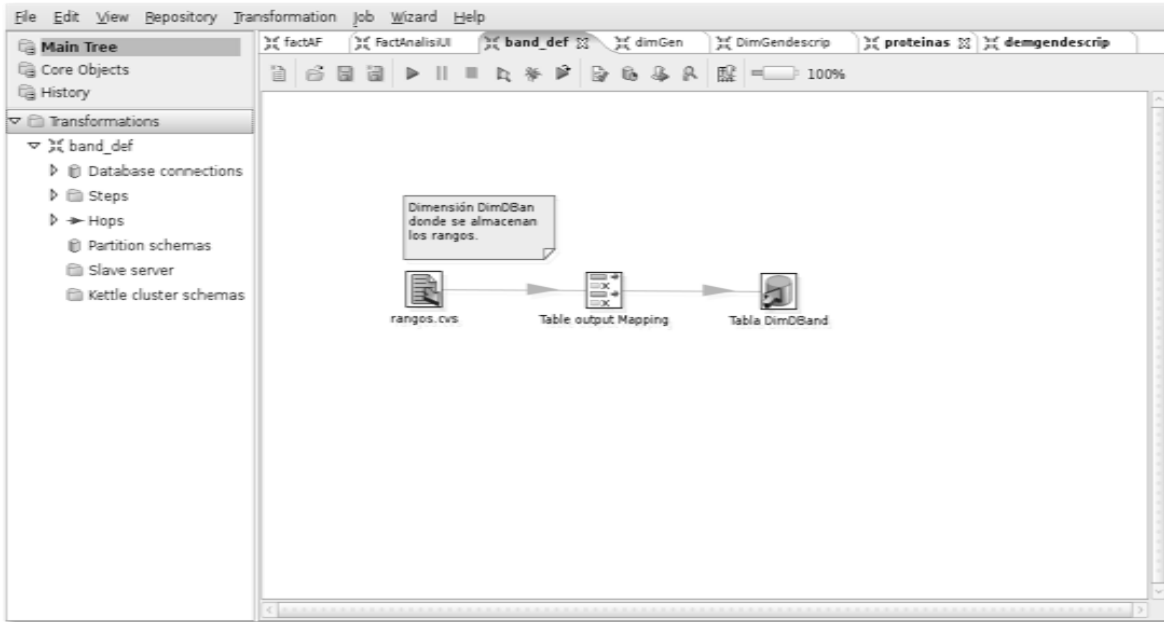 File Edit View Repository Transformation Job Wizard Help
Main Tree
Core Objects
History
Transformations
band_def
Database connections
Steps
Hops
Partition schemas
Slave server
Kettle cluster schemas
factAF FactAnalisiUI band_def dimGen DimGendescrip proteinas demgendescrip
100%
Dimensión DimDBan
donde se almacenan
los rangos.
rangos.cvs Table output Mapping Tabla DimDBand